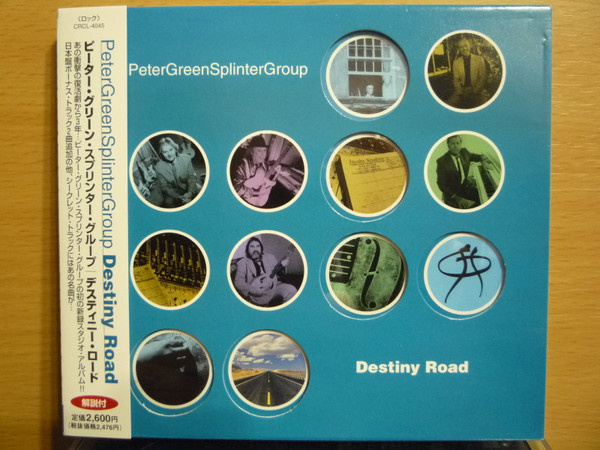 〈ロック〉
CRCL-4045
PeterGreenSplinterGroup Destiny Road
ピーター・グリーン・スプリンター・グループ｜デスティニー・ロード
あの衝撃の復活劇から3年…ピーター・グリーン・スプリンター・グループの初の新録スタジオ・アルバム!!
日本盤ボーナス・トラック2曲追加の他、シークレット・トラックにはあの名曲が…
解説付
定価2,600円
(税抜価格2,476円)
PeterGreenSplinterGroup
Destiny Road